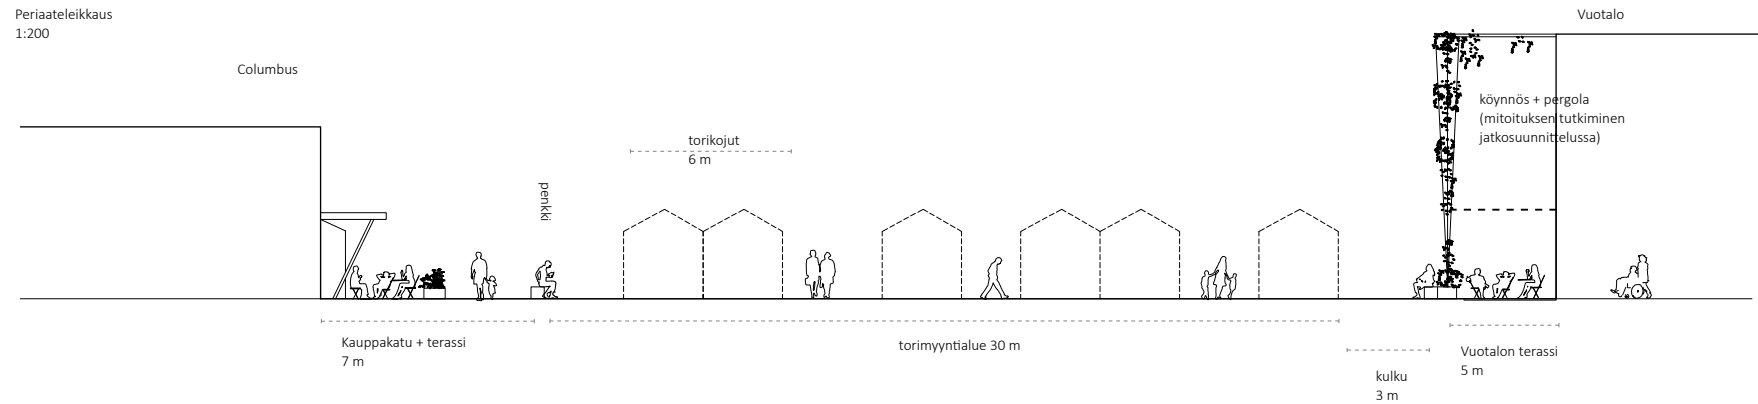 Periaateleikkaus
1:200
Columbus
Vuotalo
köynnös + pergola
(mitoituksen tutkiminen
jatkosuunnittelussa)
torikojut
6 m
penkki
Kauppakatu + terassi
7 m
torimyyntialue 30 m
kulku
3 m
Vuotalon terassi
5 m